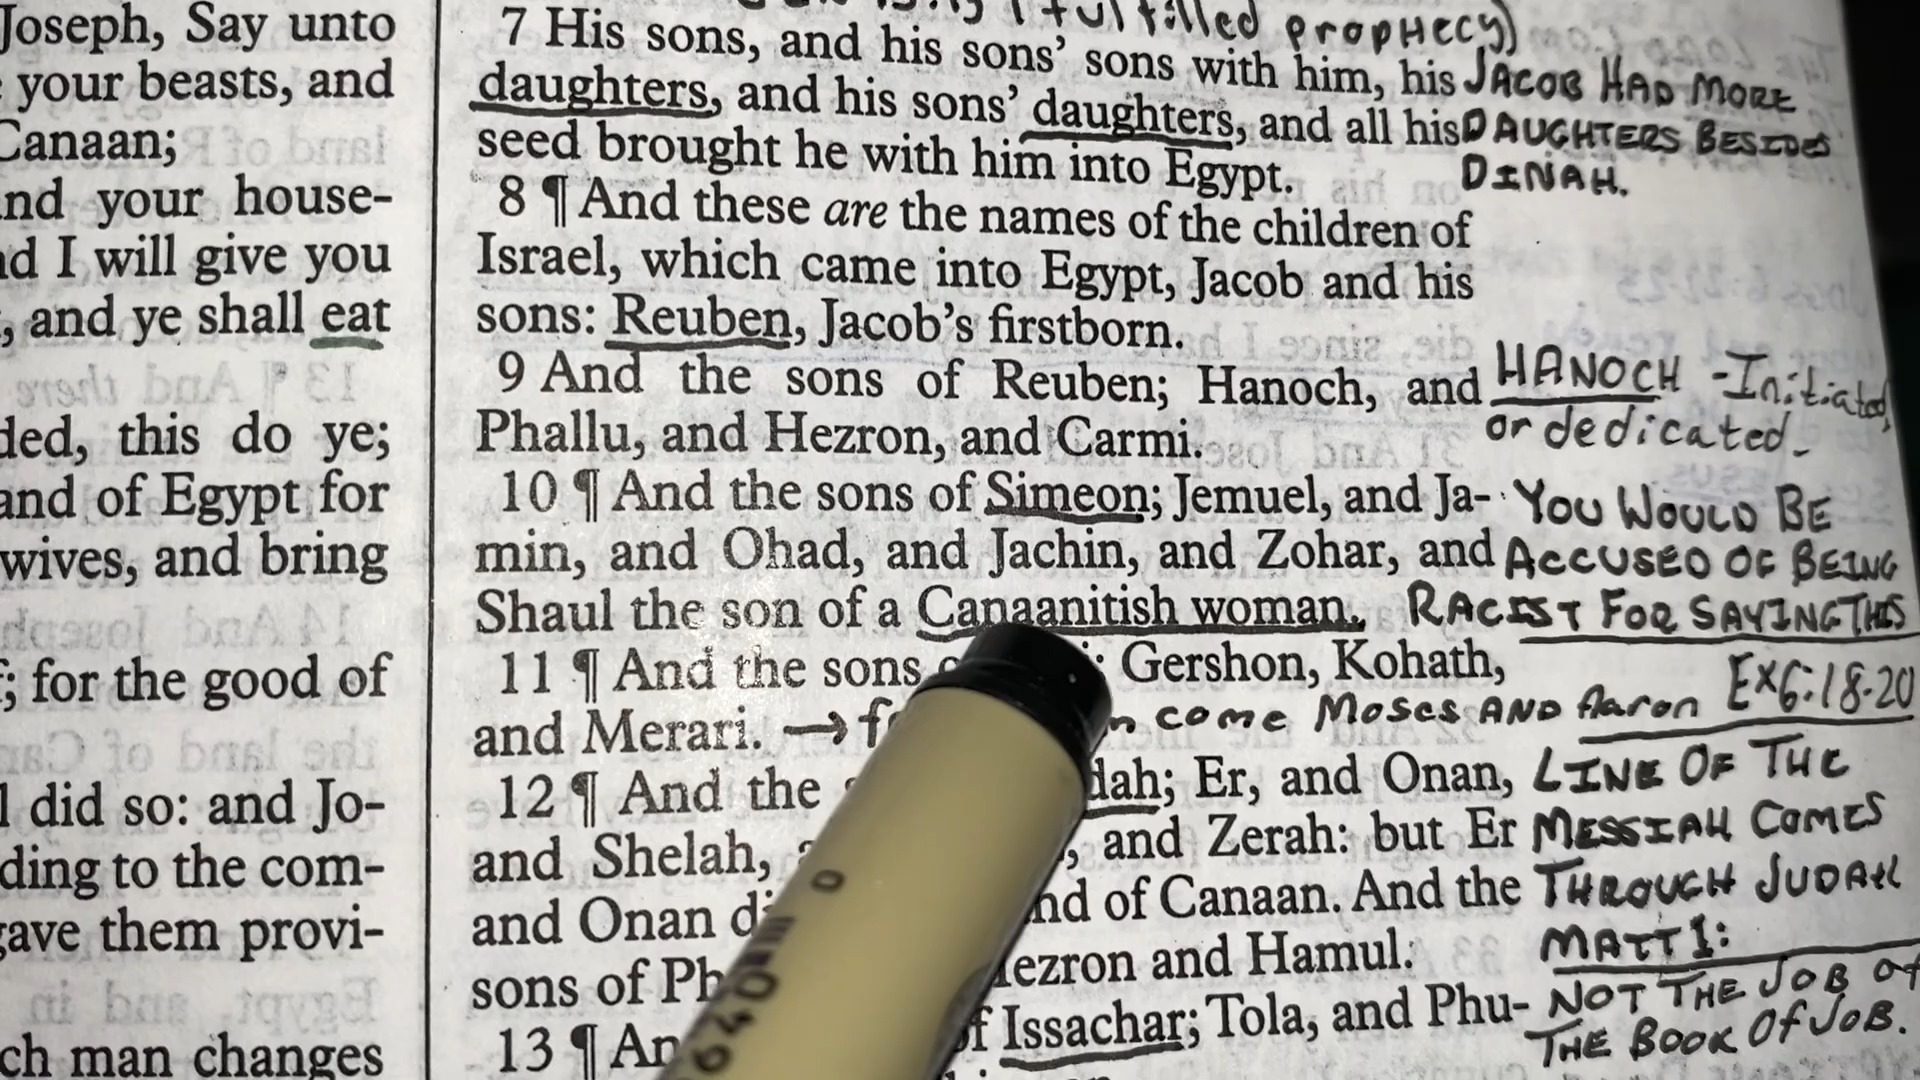 Joseph, Say unto
your beasts, and
Canaan;
and your house-
and I will give you
, and ye shall eat
this do ye;
and of Egypt for
wives, and bring
; for the good of
did so: and Jo-
ding to the com-
gave them provi-
ch man changes
fulfilled prophecy)
7 His sons, and his sons' sons with him, his JACOB HAD MORE
daughters, and his sons' daughters, and all his DAUGHTERS BESIDES
seed brought he with him into Egypt. DINAH.
8 ¶ And these are the names of the children of
Israel, which came into Egypt, Jacob and his
sons: Reuben, Jacob's firstborn.
9 And the sons of Reuben; Hanoch, and HANOCH - Initiated,
Phallu, and Hezron, and Carmi. or dedicated.
10 ¶ And the sons of Simeon; Jemuel, and Ja- YOU WOULD BE
min, and Ohad, and Jachin, and Zohar, and ACCUSED OF BEING
Shaul the son of a Canaanitish woman. RACIST FOR SAYING THIS
11 ¶ And the sons Gershon, Kohath,
and Merari. → come Moses AND Aaron EX6:18-20
12 ¶ And the dah; Er, and Onan, LINE OF THE
and Shelah, , and Zerah: but Er MESSIAH COMES
and Onan nd of Canaan. And the THROUGH JUDAH
sons of Hezron and Hamul. MATT 1:
13 ¶ of Issachar; Tola, and Phu- NOT THE JOB OF
THE BOOK OF JOB.